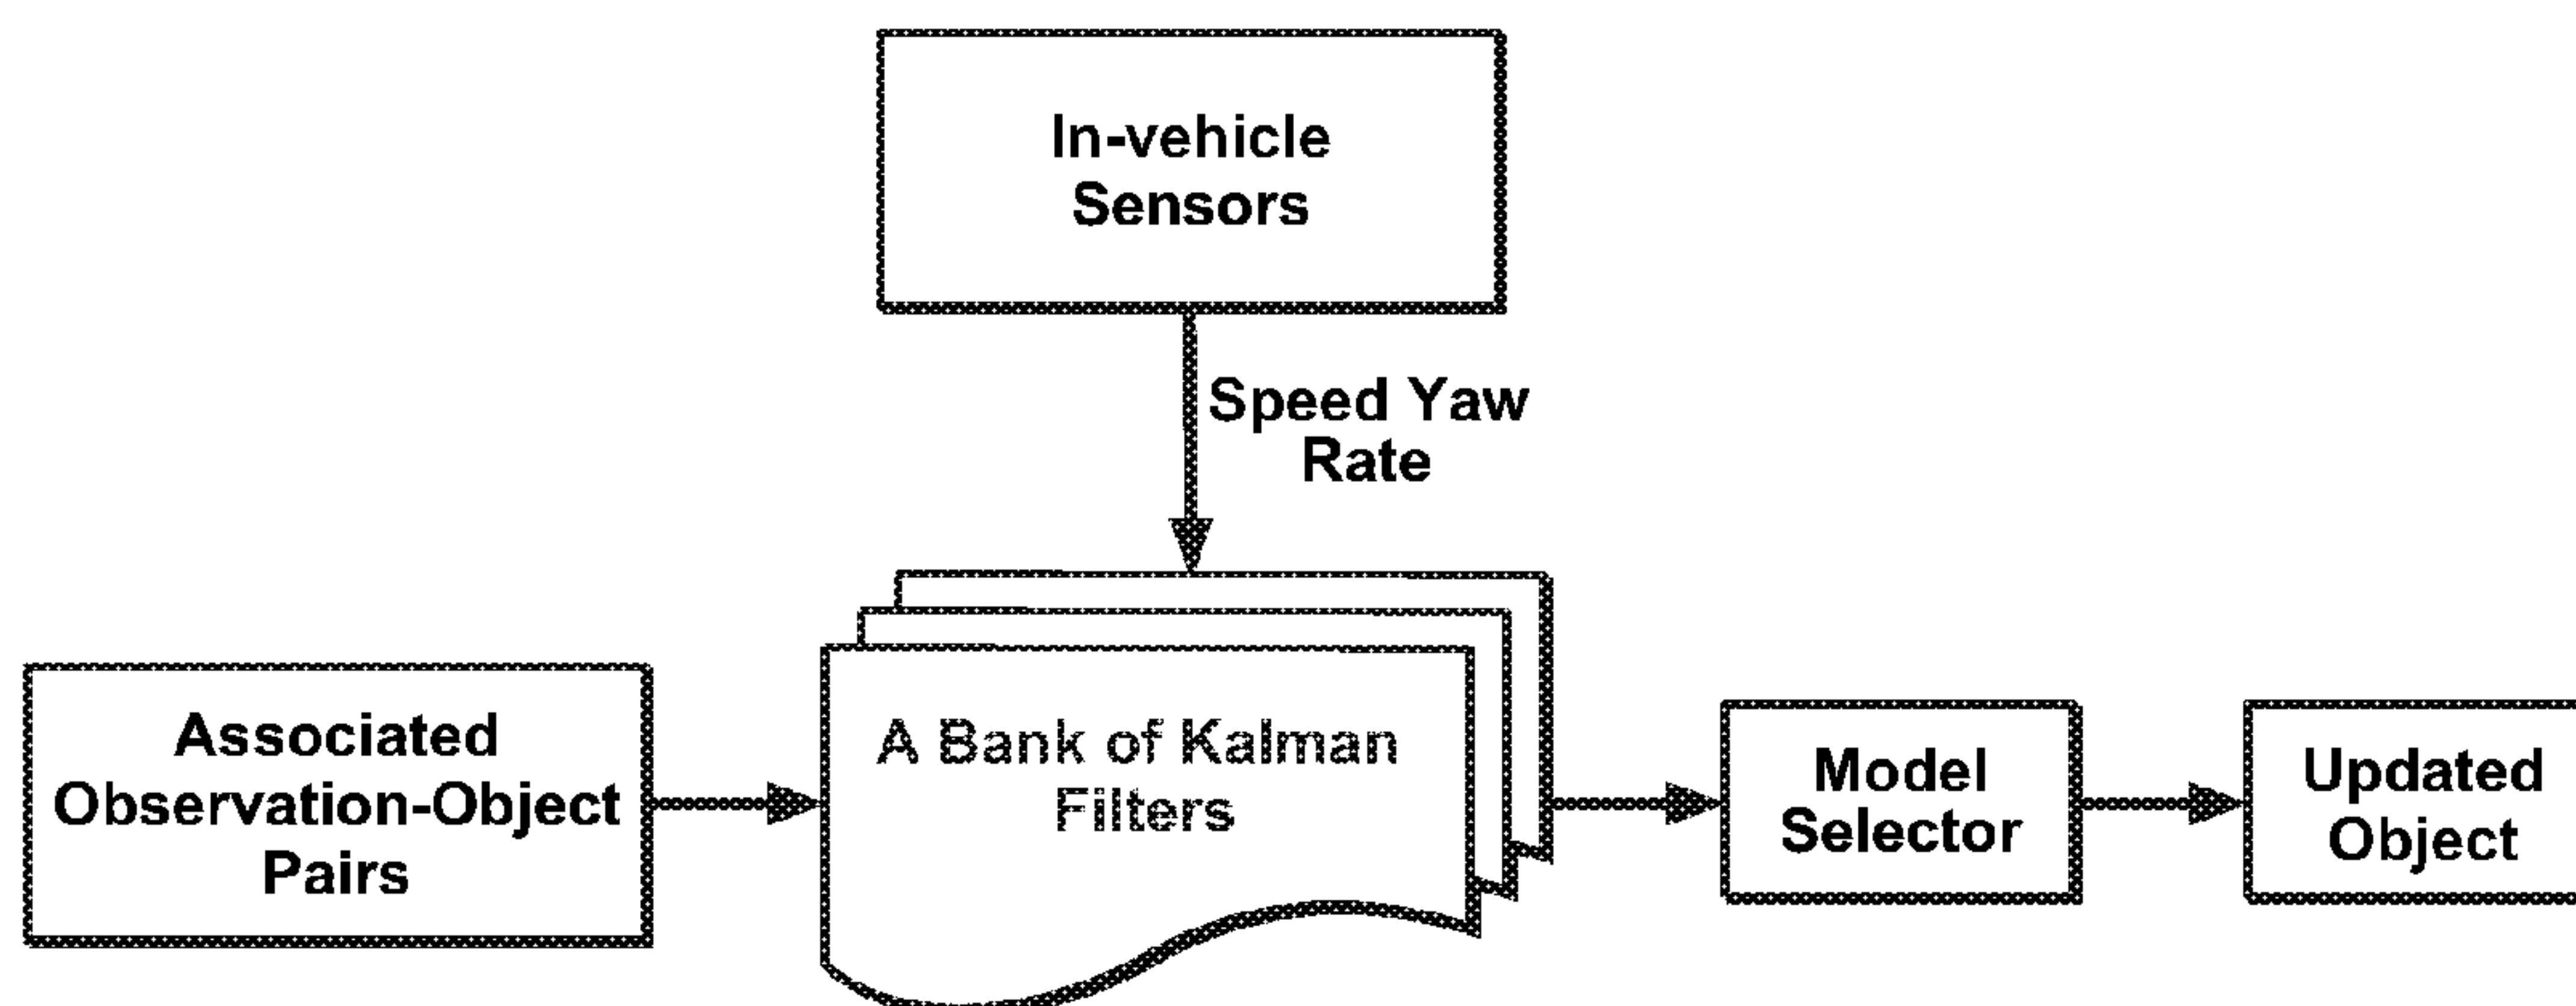 In-vehicle
Sensors
Speed Yaw
Rate
Associated
Observation-Object
Pairs
A Bank of Kalman
Filters
Model
Selector
Updated
Object